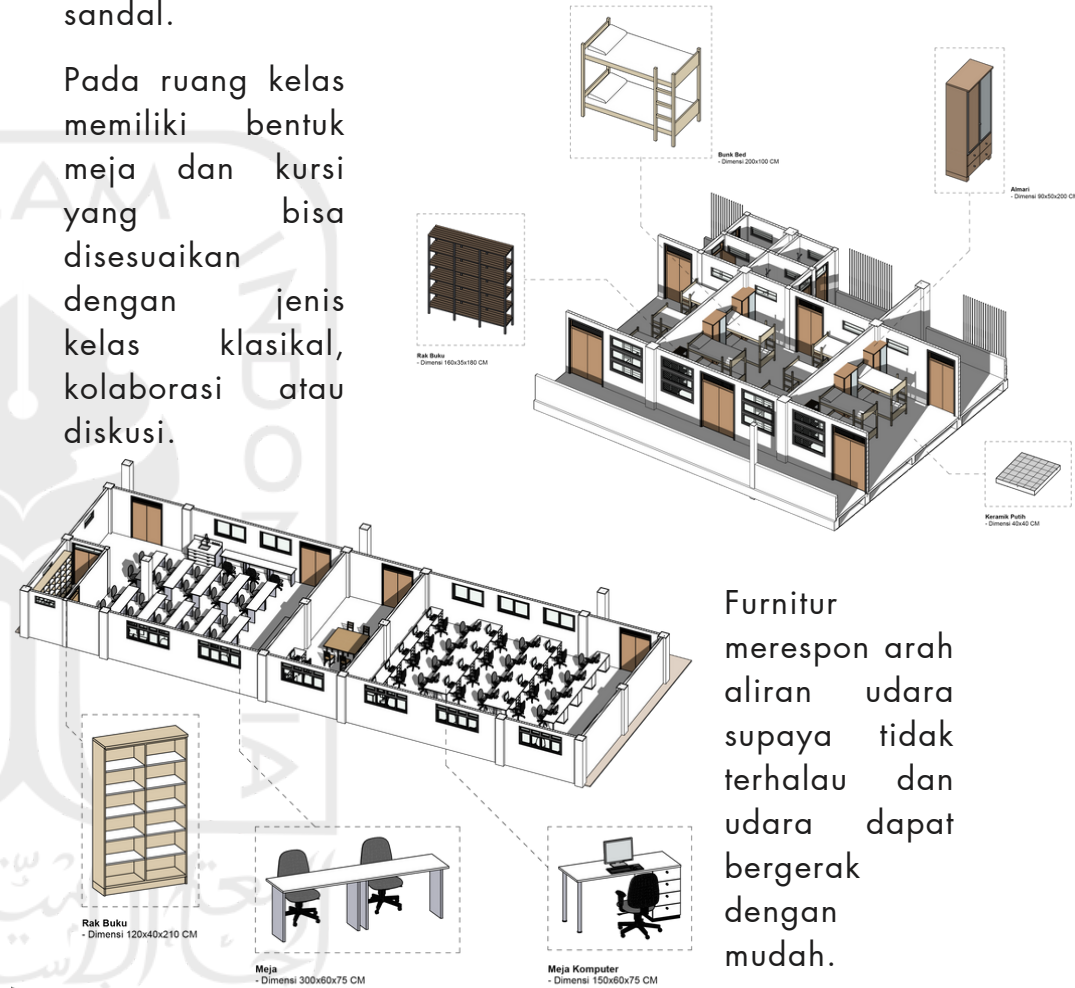 sandal.
Pada ruang kelas
memiliki bentuk
meja dan kursi
yang bisa
disesuaikan
dengan jenis
kelas klasikal,
kolaborasi atau
diskusi.
Bunk Bed
- Dimensi 200x100 CM
Almari
- Dimensi 90x50x200 CM
Rak Buku
- Dimensi 160x35x180 CM
Keramik Putih
- Dimensi 40x40 CM
Furnitur
merespon arah
aliran udara
supaya tidak
terhalau dan
udara dapat
bergerak
dengan
mudah.
Rak Buku
- Dimensi 120x40x210 CM
Meja
- Dimensi 300x60x75 CM
Meja Komputer
- Dimensi 150x60x75 CM